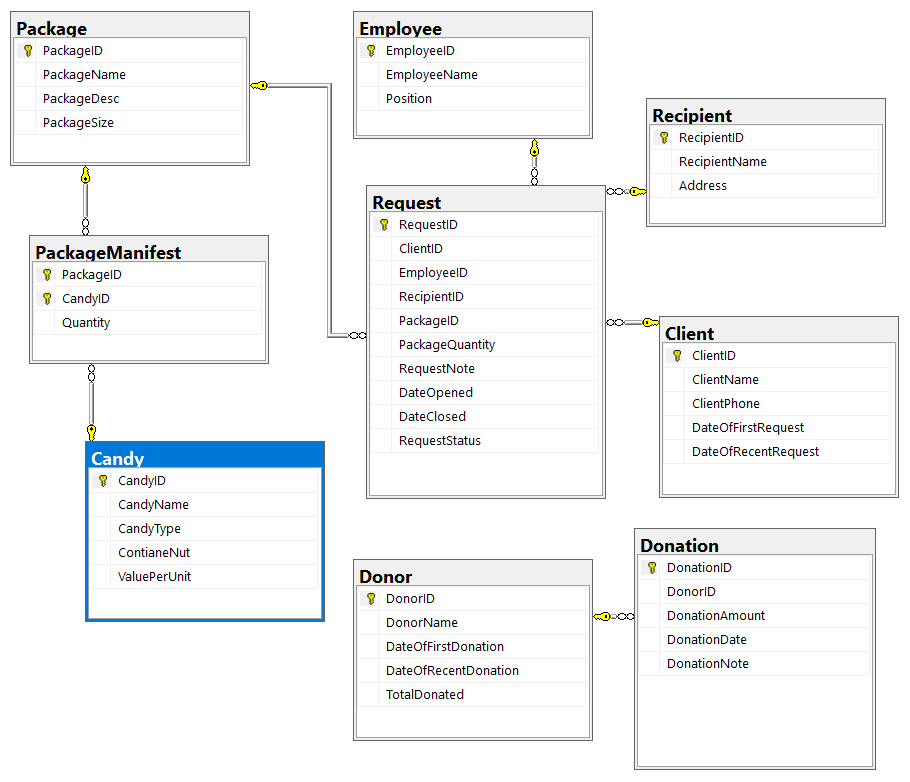 Package
PackageID
PackageName
PackageDesc
PackageSize
Employee
EmployeeID
EmployeeName
Position
Recipient
RecipientID
RecipientName
Address
Request
RequestID
ClientID
EmployeeID
RecipientID
PackageID
PackageQuantity
RequestNote
DateOpened
DateClosed
RequestStatus
PackageManifest
PackageID
CandyID
Quantity
Client
ClientID
ClientName
ClientPhone
DateOfFirstRequest
DateOfRecentRequest
Candy
CandyID
CandyName
CandyType
ContianeNut
ValuePerUnit
Donor
DonorID
DonorName
DateOfFirstDonation
DateOfRecentDonation
TotalDonated
Donation
DonationID
DonorID
DonationAmount
DonationDate
DonationNote